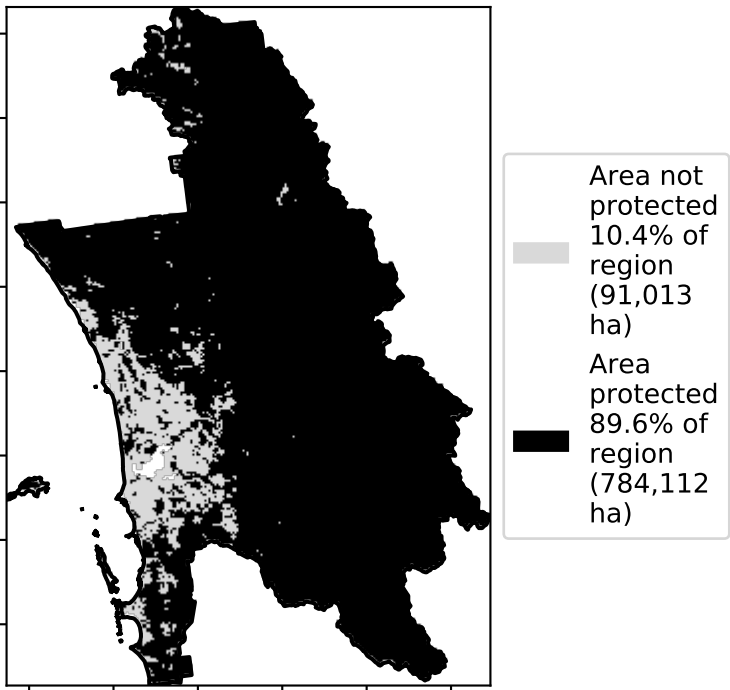 Area not
protected
10.4% of
region
(91,013
ha)
Area
protected
89.6% of
region
(784,112
ha)